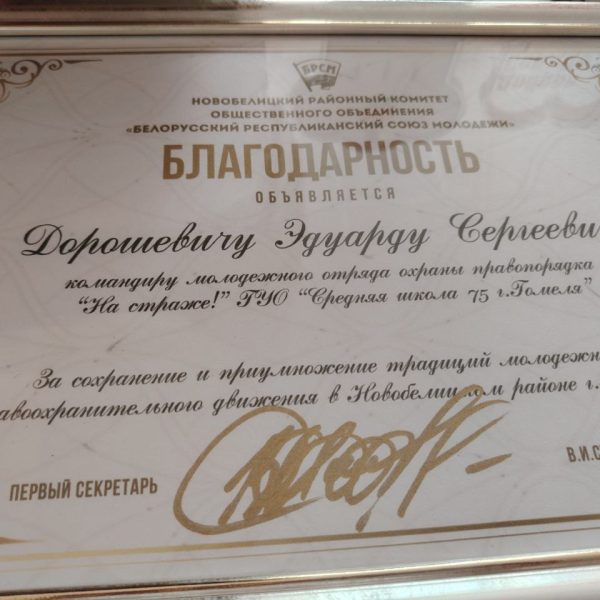 БРСМ
НОВОБЕЛИЦКИЙ РАЙОННЫЙ КОМИТЕТ
ОБЩЕСТВЕННОГО ОБЪЕДИНЕНИЯ
«БЕЛОРУССКИЙ РЕСПУБЛИКАНСКИЙ СОЮЗ МОЛОДЕЖИ»
БЛАГОДАРНОСТЬ
ОБЪЯВЛЯЕТСЯ
Дорошевичу Эдуарду Сергееви
командиру молодежного отряда охраны правопорядка
"На страже!" ГУО "Средняя школа 75 г.Гомеля"
За сохранение и приумножение традиций молодежн
авоохранительного движения в Новобелицком районе г.
ПЕРВЫЙ СЕКРЕТАРЬ
В.И.С